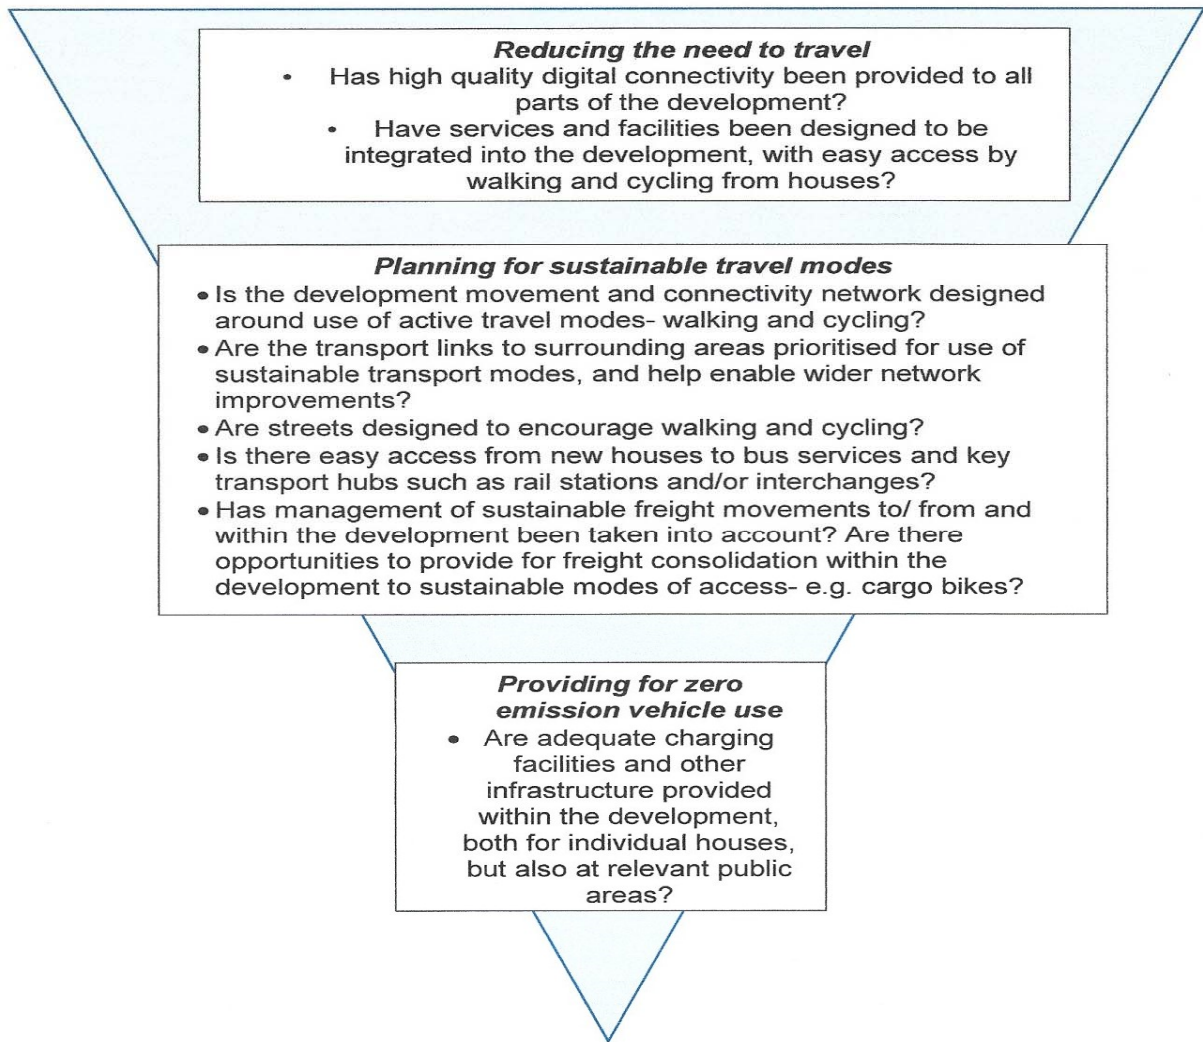 Reducing the need to travel
• Has high quality digital connectivity been provided to all
parts of the development?
• Have services and facilities been designed to be
integrated into the development, with easy access by
walking and cycling from houses?
Planning for sustainable travel modes
• Is the development movement and connectivity network designed
around use of active travel modes- walking and cycling?
• Are the transport links to surrounding areas prioritised for use of
sustainable transport modes, and help enable wider network
improvements?
• Are streets designed to encourage walking and cycling?
• Is there easy access from new houses to bus services and key
transport hubs such as rail stations and/or interchanges?
• Has management of sustainable freight movements to/ from and
within the development been taken into account? Are there
opportunities to provide for freight consolidation within the
development to sustainable modes of access- e.g. cargo bikes?
Providing for zero
emission vehicle use
• Are adequate charging
facilities and other
infrastructure provided
within the development,
both for individual houses,
but also at relevant public
areas?